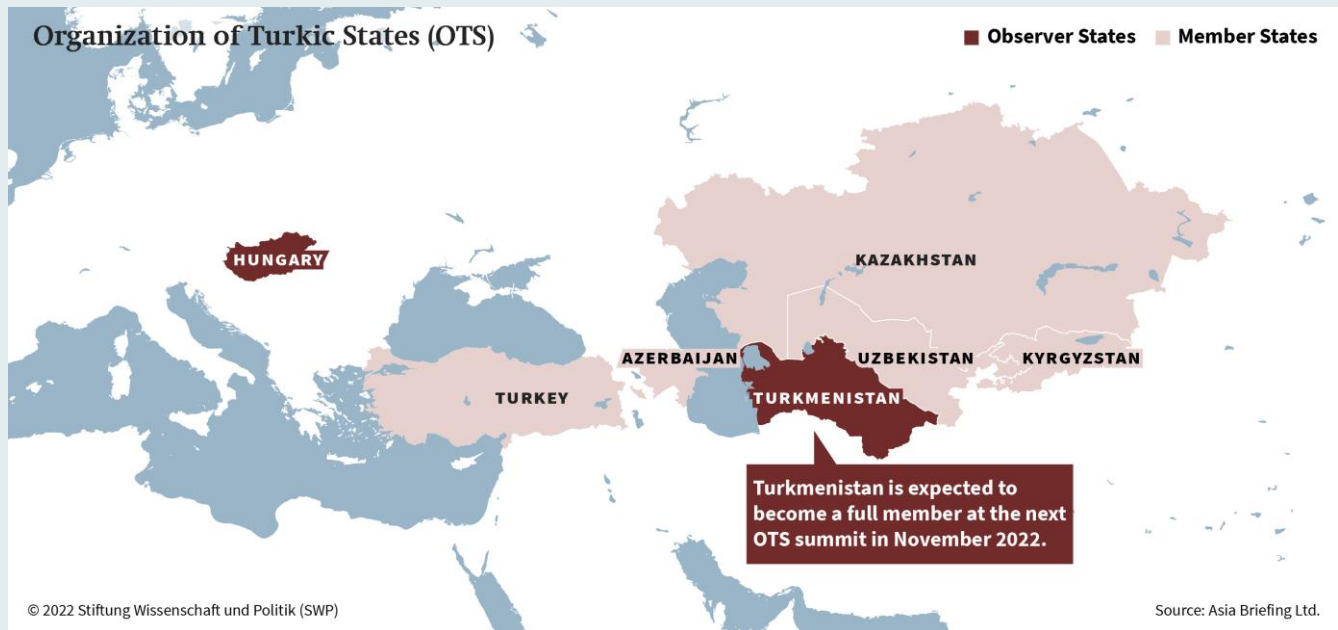 Organization of Turkic States (OTS)
Observer States
Member States
HUNGARY
KAZAKHSTAN
AZERBAIJAN
UZBEKISTAN
KYRGYZSTAN
TURKEY
TURKMENISTAN
Turkmenistan is expected to
become a full member at the next
OTS summit in November 2022.
© 2022 Stiftung Wissenschaft und Politik (SWP)
Source: Asia Briefing Ltd.